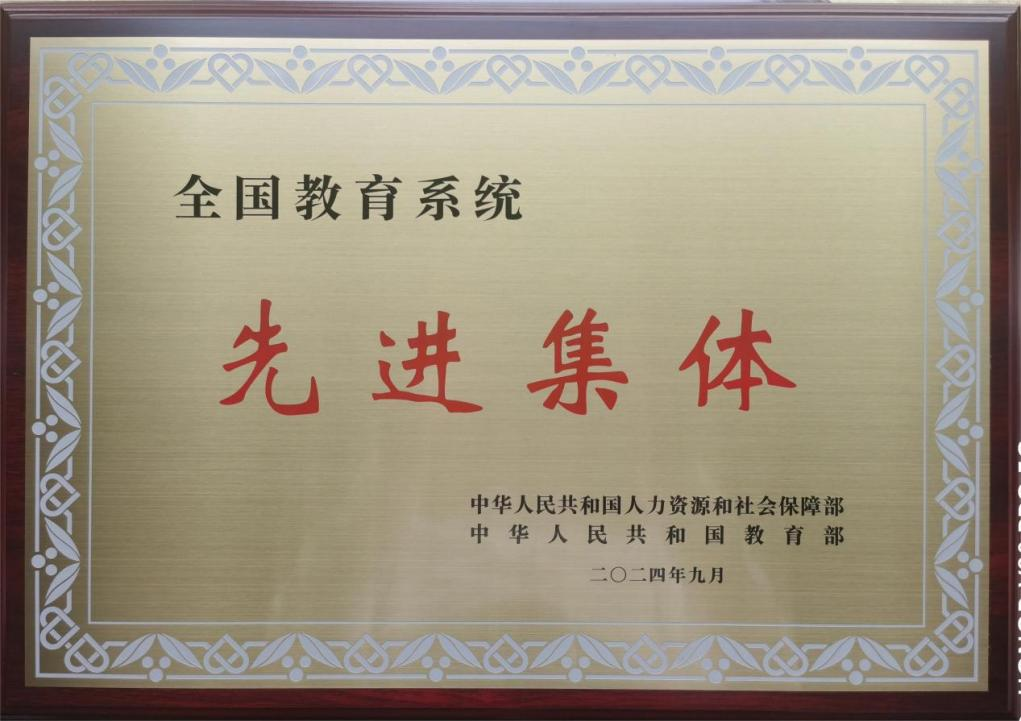 全国教育系统
先进集体
中华人民共和国人力资源和社会保障部
中华人民共和国教育部
二〇二四年九月